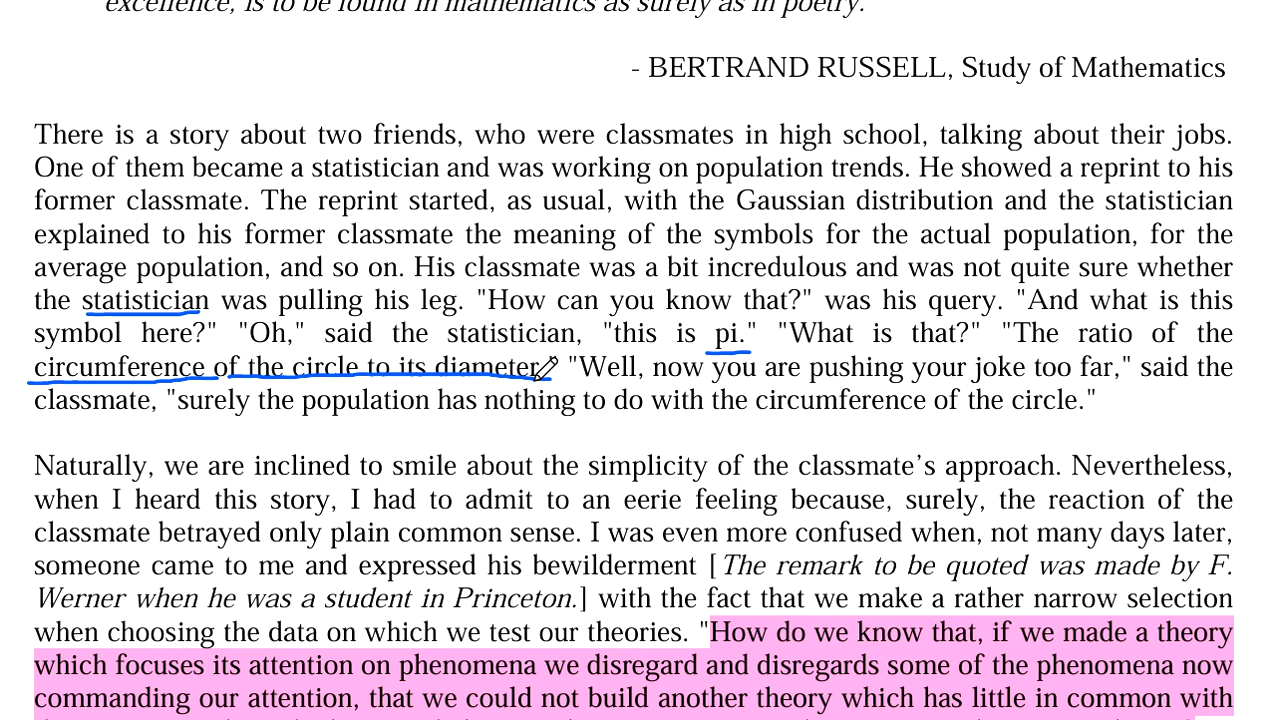 excellence, is to be found in mathematics as surely as in poetry.
- BERTRAND RUSSELL, Study of Mathematics
There is a story about two friends, who were classmates in high school, talking about their jobs.
One of them became a statistician and was working on population trends. He showed a reprint to his
former classmate. The reprint started, as usual, with the Gaussian distribution and the statistician
explained to his former classmate the meaning of the symbols for the actual population, for the
average population, and so on. His classmate was a bit incredulous and was not quite sure whether
the statistician was pulling his leg. "How can you know that?" was his query. "And what is this
symbol here?" "Oh," said the statistician, "this is pi." "What is that?" "The ratio of the
circumference of the circle to its diameter." "Well, now you are pushing your joke too far," said the
classmate, "surely the population has nothing to do with the circumference of the circle."
Naturally, we are inclined to smile about the simplicity of the classmate’s approach. Nevertheless,
when I heard this story, I had to admit to an eerie feeling because, surely, the reaction of the
classmate betrayed only plain common sense. I was even more confused when, not many days later,
someone came to me and expressed his bewilderment [The remark to be quoted was made by F.
Werner when he was a student in Princeton.] with the fact that we make a rather narrow selection
when choosing the data on which we test our theories. "How do we know that, if we made a theory
which focuses its attention on phenomena we disregard and disregards some of the phenomena now
commanding our attention, that we could not build another theory which has little in common with